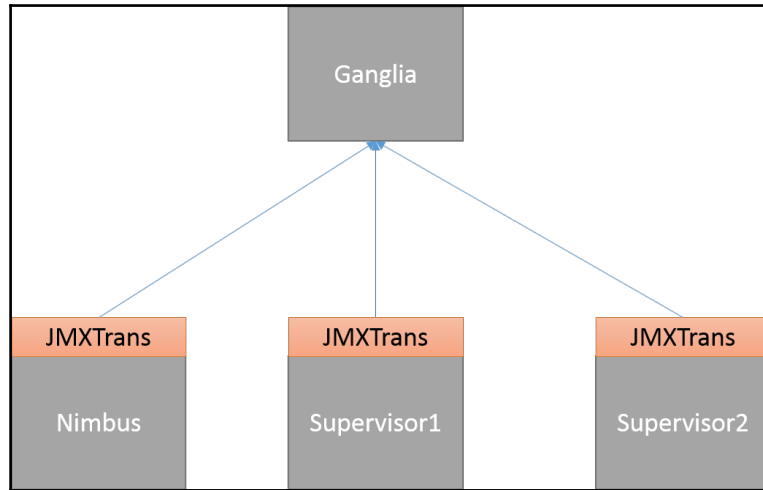 Ganglia
JMXTrans
JMXTrans
JMXTrans
Nimbus
Supervisor1
Supervisor2